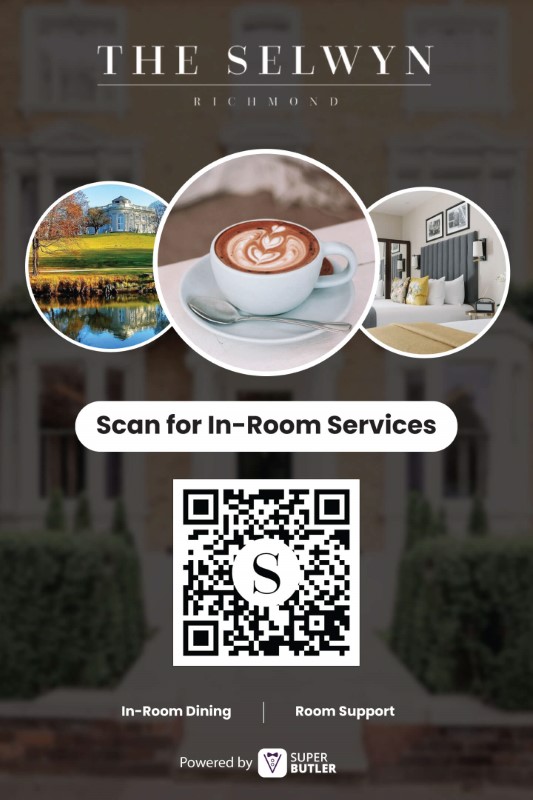 THE SELWYN
RICHMOND
Scan for In-Room Services
S
In-Room Dining | Room Support
Powered by SUPER BUTLER